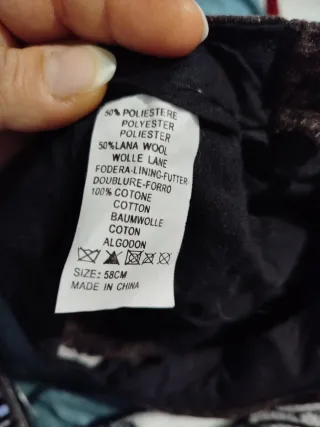 50% POLIESTERE
POLYESTER
POLIESTER
50%LANA WOOL
WOLLE LANE
FODERA-LINING-FUTTER
DOUBLURE-FORRO
100% COTONE
COTTON
BAUMWOLLE
COTON
ALGODON
SIZE: 58CM
MADE IN CHINA